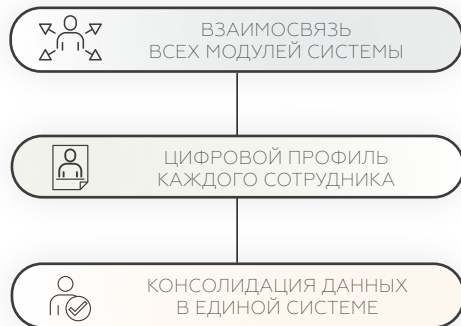 ВЗАИМОСВЯЗЬ
ВСЕХ МОДУЛЕЙ СИСТЕМЫ
ЦИФРОВОЙ ПРОФИЛЬ
КАЖДОГО СОТРУДНИКА
КОНСОЛИДАЦИЯ ДАННЫХ
В ЕДИНОЙ СИСТЕМЕ